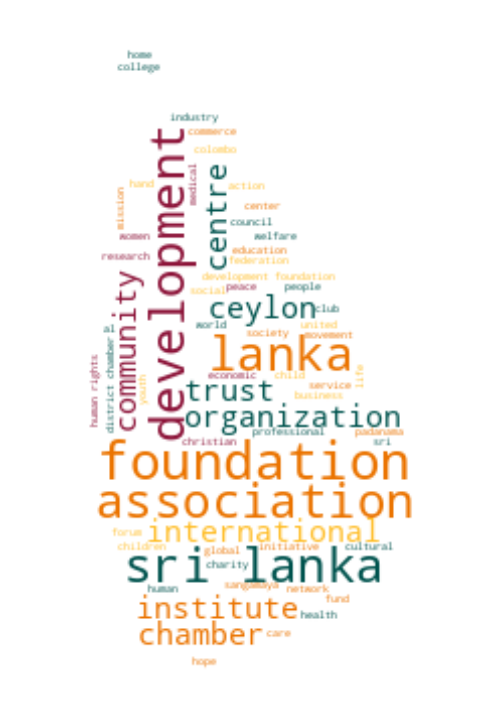 home
college
industry
commerce
development
colombo
centre
medical
hand
action
mission
center
council
women
welfare
education
research
federation
community
development foundation
social
peace
people
ceylon
club
world
united
al
society
movement
lanka
human rights
district chamber
youth
economic
child
life
trust
service
business
organization
professional
padanama
christian
sri
foundation
association
forum
international
children
global
initiative
cultural
sri lanka
charity
human
sangamaya
network
institute
fund
health
chamber
care
hope